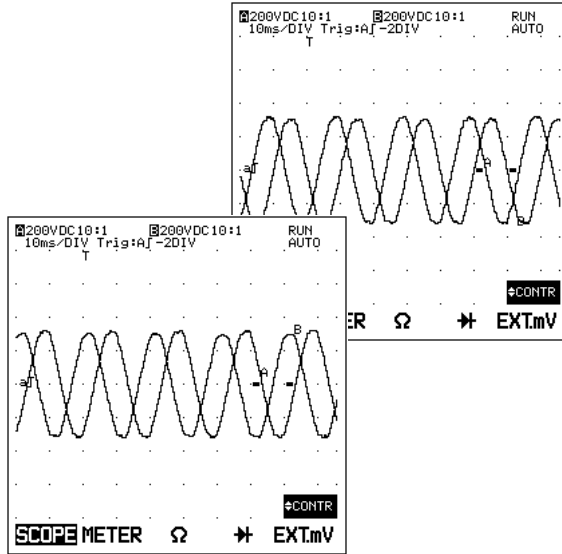 A200VDC10:1 B200VDC10:1 RUN
10ms/DIV Trig:A∫-2DIV AUTO
T
a∫
A
B
≑CONTR
ER Ω EXT.mV
A200VDC10:1 B200VDC10:1 RUN
10ms/DIV Trig:A∫-2DIV AUTO
T
B
a∫
A
≑CONTR
SCOPE METER Ω EXT.mV